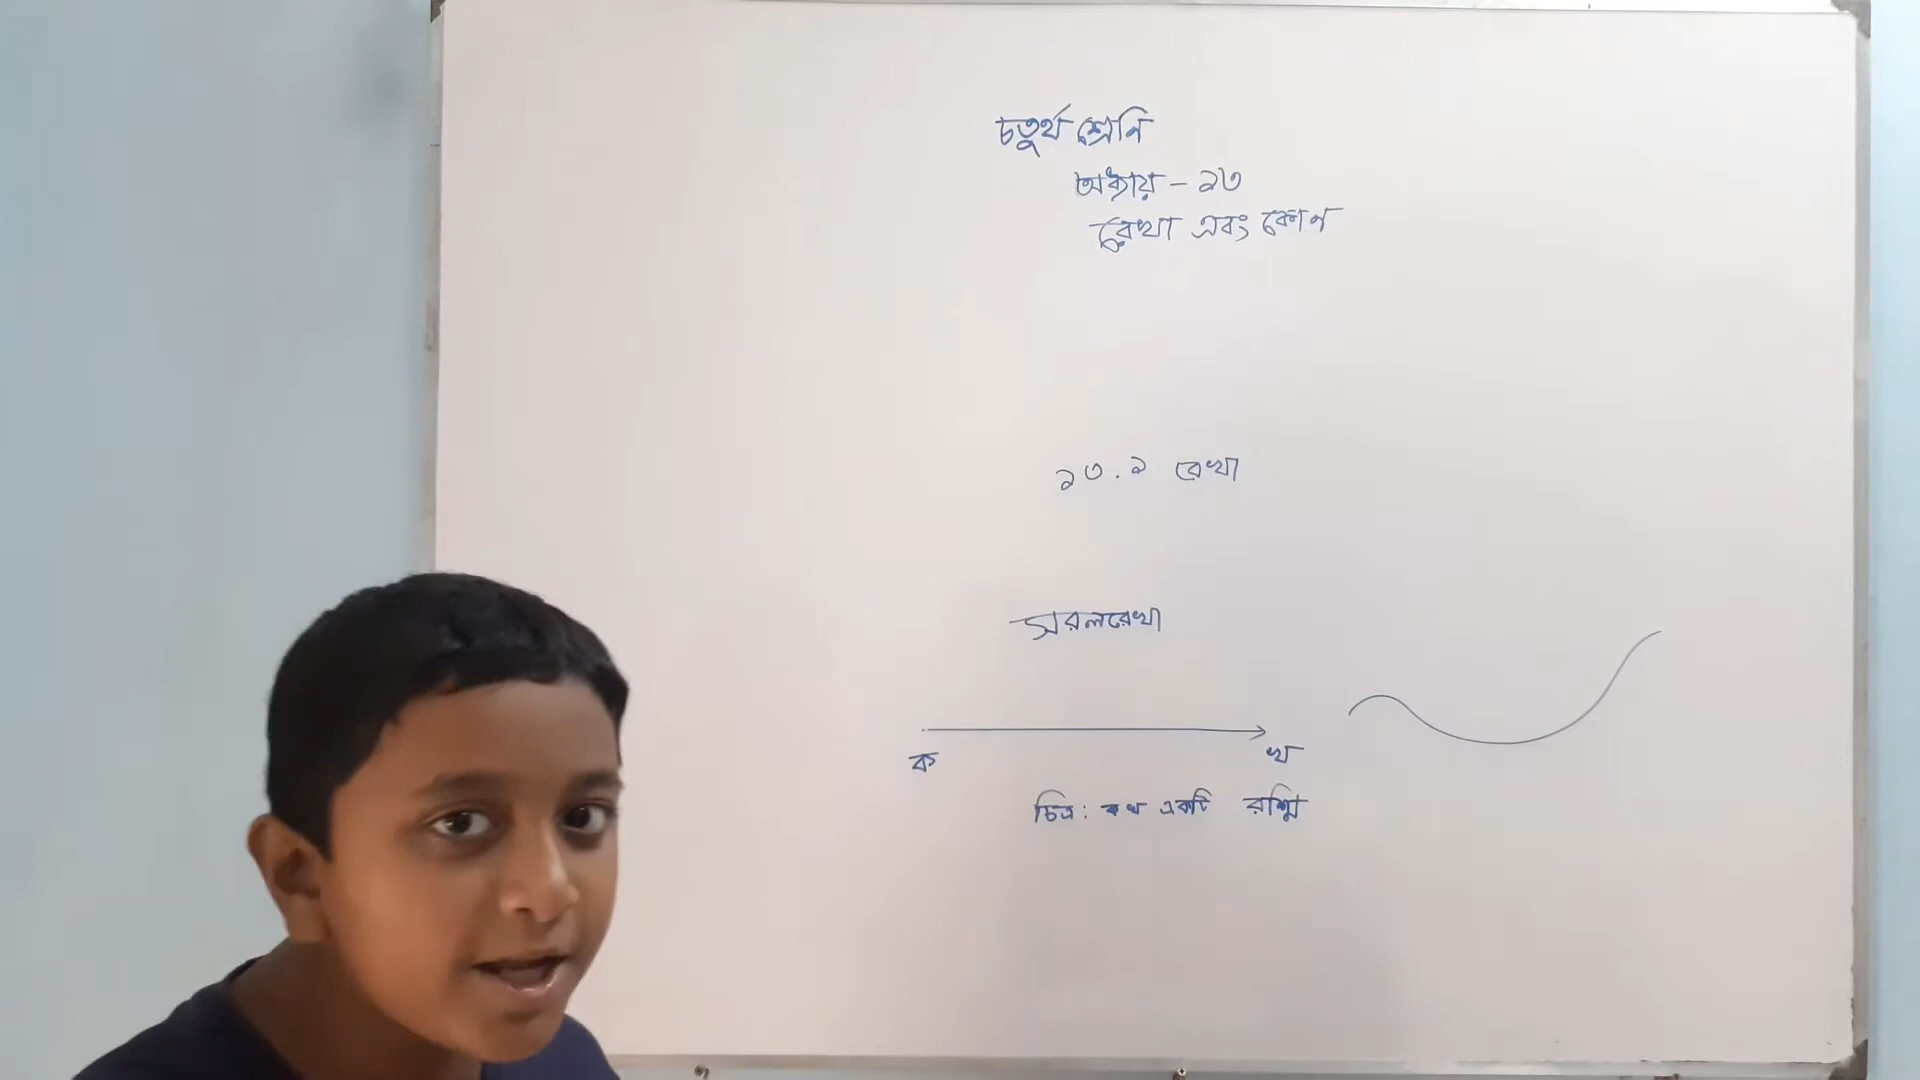 চতুর্থ শ্রেনি
অধ্যায় - ১৩
রেখা এবং কোণ
১৩.১ রেখা
সরলরেখা
ক খ
চিত্র: কখ একটি রশ্মি